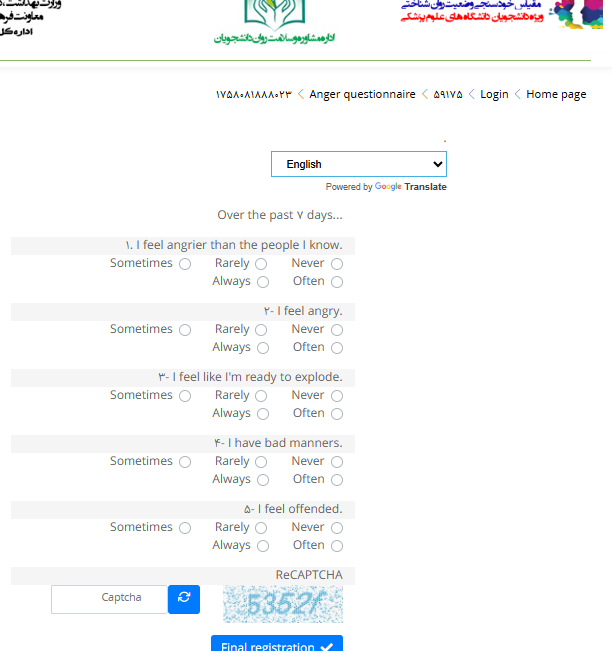 وزارت بهداشت، د
معاونت فره
اداره کل
اداره مشاوره و سلامت روان دانشجویان
مقیاس خودسنجی وضعیت روان شناختی
ویژه دانشجویان دانشگاه های علوم پزشکی
Home page > Login > ۵۹۱۷۵ > Anger questionnaire > ۱۷۵۸۰۸۱۸۸۸۰۲۳
.
English
Powered by Google Translate
Over the past ۷ days...
۱. I feel angrier than the people I know.
Never Rarely Sometimes
Often Always
۲- I feel angry.
Never Rarely Sometimes
Often Always
۳- I feel like I'm ready to explode.
Never Rarely Sometimes
Often Always
۴- I have bad manners.
Never Rarely Sometimes
Often Always
۵- I feel offended.
Never Rarely Sometimes
Often Always
ReCAPTCHA
Captcha
Final registration